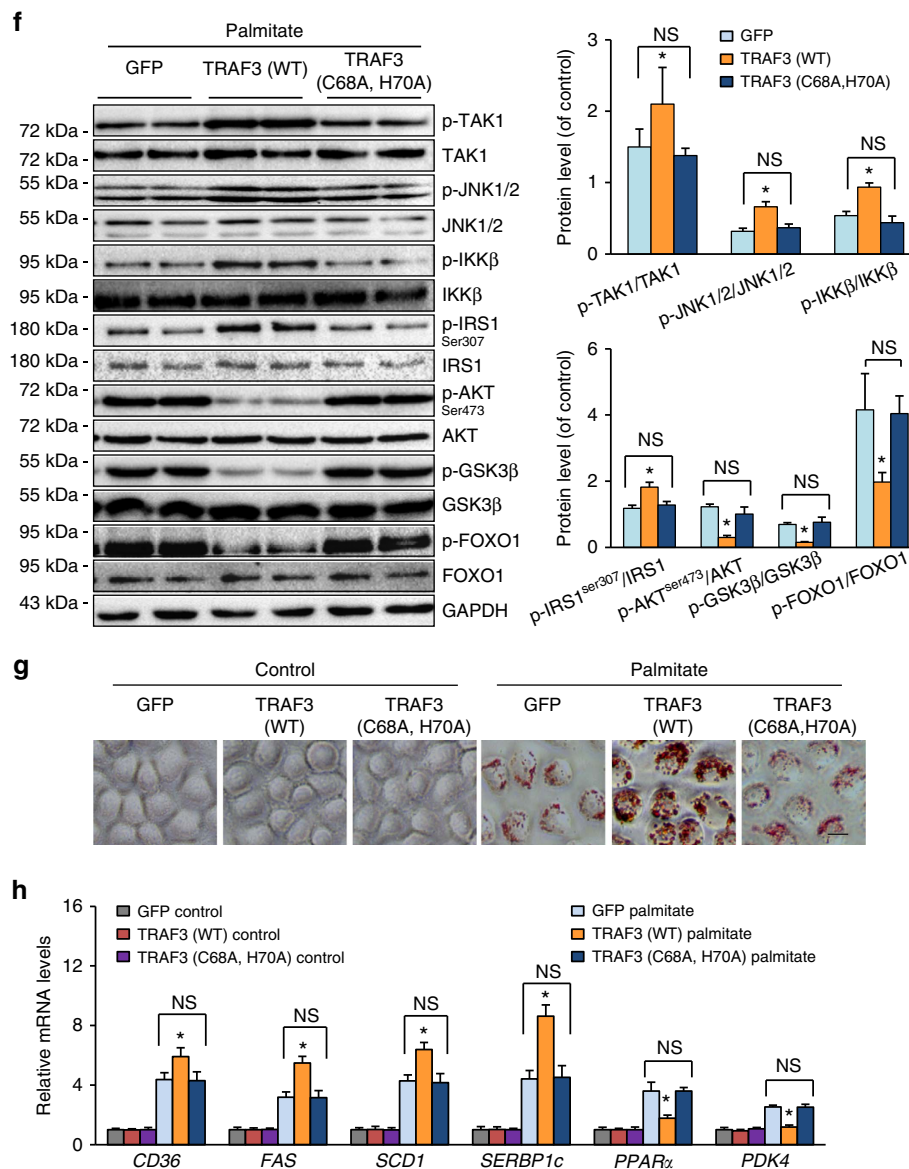 f
Palmitate
GFP
TRAF3 (WT)
TRAF3
(C68A, H70A)
72 kDa -
p-TAK1
72 kDa -
TAK1
55 kDa -
p-JNK1/2
55 kDa -
JNK1/2
95 kDa -
p-IKKβ
95 kDa -
IKKβ
180 kDa -
p-IRS1
Ser307
180 kDa -
IRS1
72 kDa -
p-AKT
Ser473
72 kDa -
AKT
55 kDa -
p-GSK3β
55 kDa -
GSK3β
95 kDa -
p-FOXO1
95 kDa -
FOXO1
43 kDa -
GAPDH
Protein level (of control)
3
2
1
0
NS
*
NS
*
NS
*
GFP
TRAF3 (WT)
TRAF3 (C68A,H70A)
p-TAK1/TAK1
p-JNK1/2/JNK1/2
p-IKKβ/IKKβ
Protein level (of control)
6
4
2
0
NS
*
NS
*
NS
*
NS
*
p-IRS1ser307/IRS1
p-AKTser473/AKT
p-GSK3β/GSK3β
p-FOXO1/FOXO1
g
Control
Palmitate
GFP
TRAF3
(WT)
TRAF3
(C68A, H70A)
GFP
TRAF3
(WT)
TRAF3
(C68A,H70A)
h
Relative mRNA levels
16
12
8
4
0
GFP control
TRAF3 (WT) control
TRAF3 (C68A, H70A) control
GFP palmitate
TRAF3 (WT) palmitate
TRAF3 (C68A, H70A) palmitate
NS
*
NS
*
NS
*
NS
*
NS
*
NS
*
CD36
FAS
SCD1
SERBP1c
PPARα
PDK4